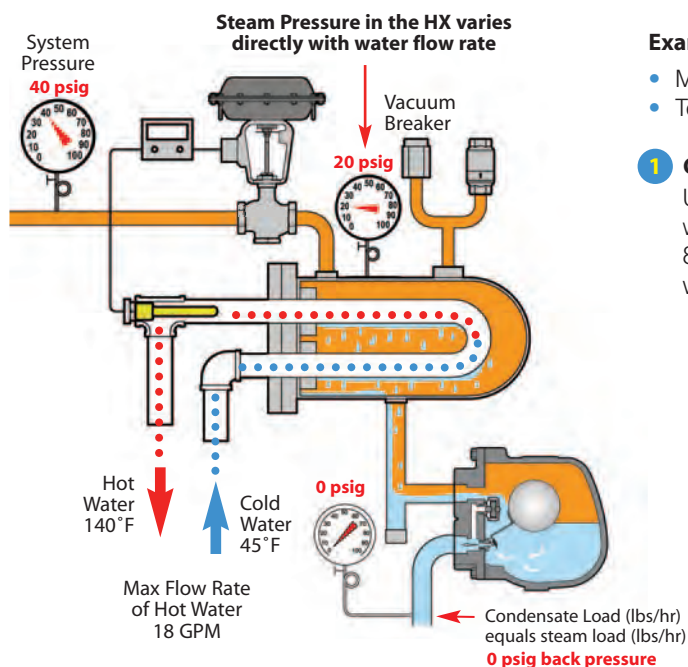 Steam Pressure in the HX varies
directly with water flow rate
System
Pressure
40 psig
Vacuum
Breaker
20 psig
Hot
Water
140˚F
Cold
Water
45˚F
Max Flow Rate
of Hot Water
18 GPM
0 psig
Condensate Load (lbs/hr)
equals steam load (lbs/hr)
0 psig back pressure
1